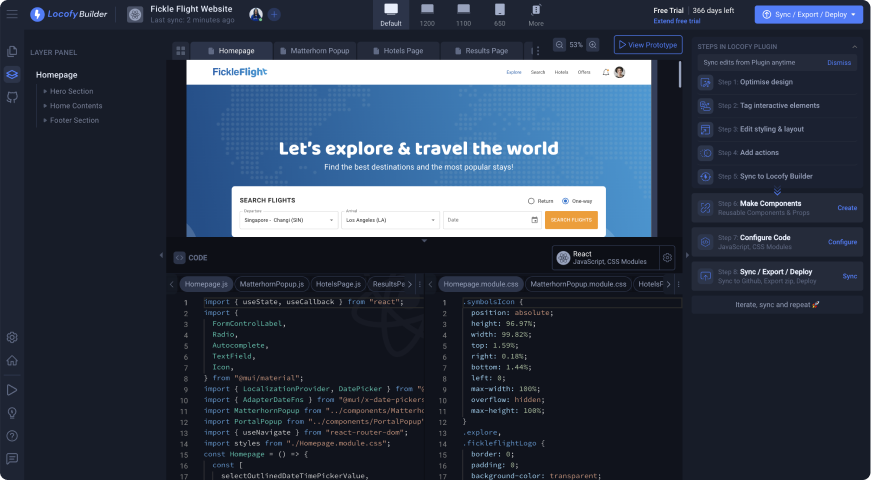 Locofy Builder
Fickle Flight Website
Last sync: 2 minutes ago
Default
1200
1100
650
More
Free Trial | 366 days left
Extend free trial
Sync / Export / Deploy
LAYER PANEL
Homepage
Hero Section
Home Contents
Footer Section
Homepage
Matterhorn Popup
Hotels Page
Results Page
53%
View Prototype
FickleFlight
Explore
Search
Hotels
Offers
Let's explore & travel the world
Find the best destinations and the most popular stays!
SEARCH FLIGHTS
Return
One-way
Departure
Singapore - Changi (SIN)
Arrival
Los Angeles (LA)
Date
SEARCH FLIGHTS
CODE
React
JavaScript, CSS Modules
Homepage.js
MatterhornPopup.js
HotelsPage.js
ResultsPa
1 import { useState, useCallback } from "react";
2 import {
3 FormControlLabel,
4 Radio,
5 Autocomplete,
6 TextField,
7 Icon,
8 } from "@mui/material";
9 import { LocalizationProvider, DatePicker } from "@
10 import { AdapterDateFns } from "@mui/x-date-pickers
11 import MatterhornPopup from "../components/Matterho
12 import PortalPopup from "../components/PortalPopup"
13 import { useNavigate } from "react-router-dom";
14 import styles from "./Homepage.module.css";
15 const Homepage = () => {
16 const [
17 selectOutlinedDateTimePickerValue,
Homepage.module.css
MatterhornPopup.module.css
HotelsF
1 .symbolsIcon {
2 position: absolute;
3 height: 96.97%;
4 width: 99.82%;
5 top: 1.59%;
6 right: 0.18%;
7 bottom: 1.44%;
8 left: 0;
9 max-width: 100%;
10 overflow: hidden;
11 max-height: 100%;
12 }
13 .explore,
14 .fickleflightLogo {
15 border: 0;
16 padding: 0;
17 background-color: transparent;
STEPS IN LOCOFY PLUGIN
Sync edits from Plugin anytime
Dismiss
Step 1: Optimise design
Step 2: Tag interactive elements
Step 3: Edit styling & layout
Step 4: Add actions
Step 5: Sync to Locofy Builder
Step 6: Make Components
Reusable Components & Props
Create
Step 7: Configure Code
JavaScript, CSS Modules
Configure
Step 8: Sync / Export / Deploy
Sync to Github, Export zip, Deploy
Sync
Iterate, sync and repeat 🚀